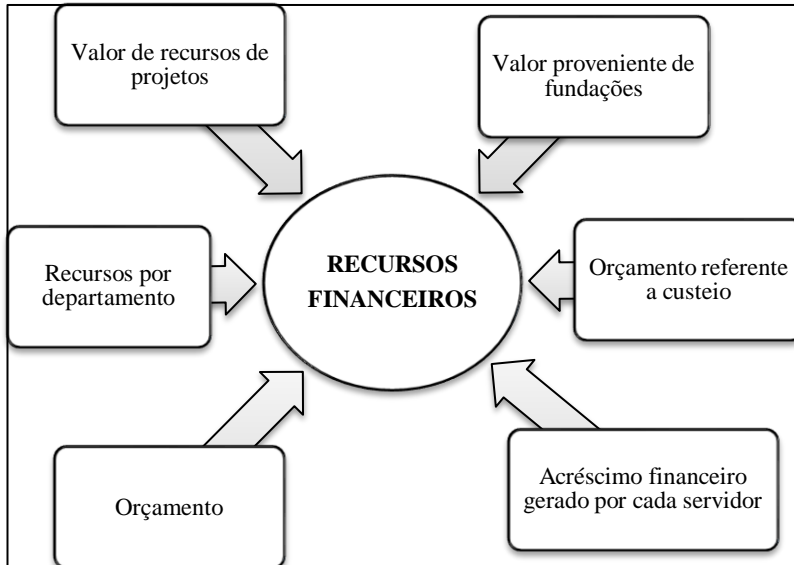 Valor de recursos de
projetos
Valor proveniente de
fundações
Recursos por
departamento
RECURSOS
FINANCEIROS
Orçamento referente
a custeio
Orçamento
Acréscimo financeiro
gerado por cada servidor